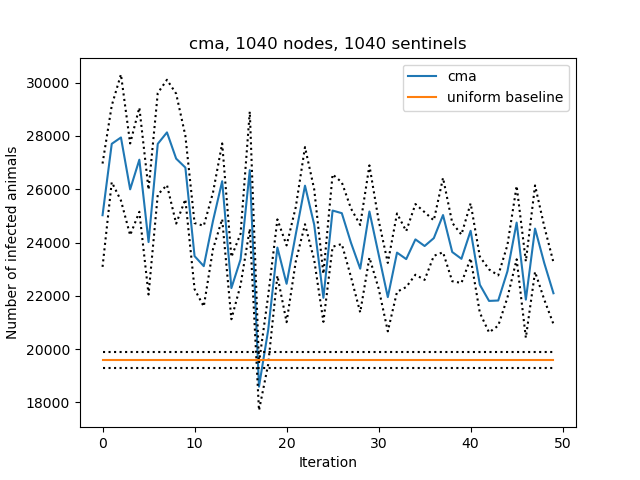 cma, 1040 nodes, 1040 sentinels
cma
uniform baseline
30000
28000
26000
24000
22000
20000
18000
Number of infected animals
0 10 20 30 40 50
Iteration